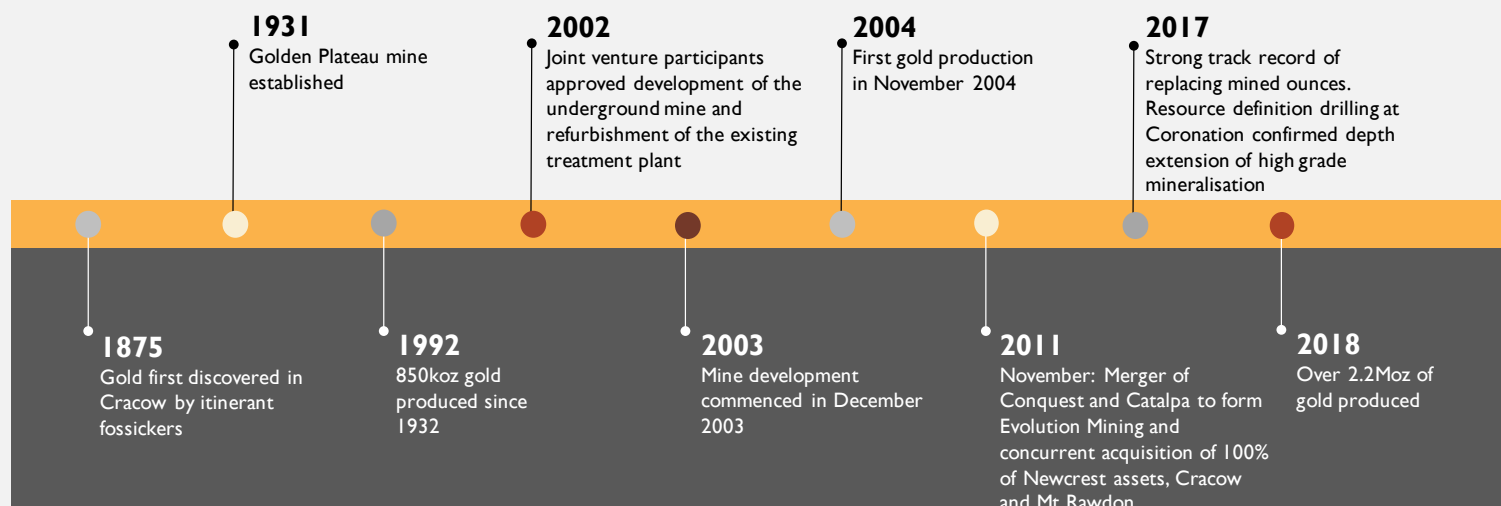 1931
Golden Plateau mine
established
2002
Joint venture participants
approved development of the
underground mine and
refurbishment of the existing
treatment plant
2004
First gold production
in November 2004
2017
Strong track record of
replacing mined ounces.
Resource definition drilling at
Coronation confirmed depth
extension of high grade
mineralisation
1875
Gold first discovered in
Cracow by itinerant
fossickers
1992
850koz gold
produced since
1932
2003
Mine development
commenced in December
2003
2011
November: Merger of
Conquest and Catalpa to form
Evolution Mining and
concurrent acquisition of 100%
of Newcrest assets, Cracow
and Mt Rawdon
2018
Over 2.2Moz of
gold produced